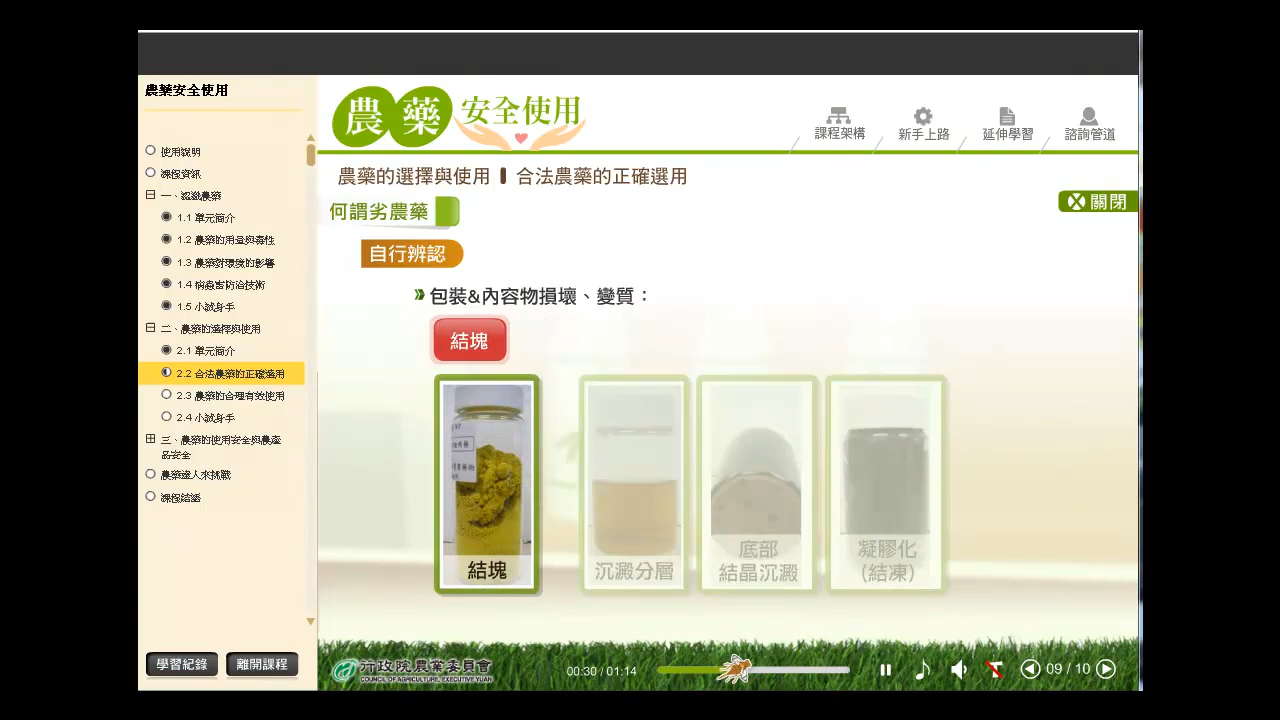 農藥安全使用
使用說明
課程資訊
一、認識農藥
1.1 單元簡介
1.2 農藥的用量與毒性
1.3 農藥對環境的影響
1.4 病蟲害防治技術
1.5 小試身手
二、農藥的選擇與使用
2.1 單元簡介
2.2 合法農藥的正確選用
2.3 農藥的合理有效使用
2.4 小試身手
三、農藥的使用安全與農產
品安全
農藥達人來挑戰
課程結語
學習紀錄
離開課程
農藥安全使用
課程架構
新手上路
延伸學習
諮詢管道
農藥的選擇與使用 合法農藥的正確選用
關閉
何謂劣農藥
自行辨認
包裝&內容物損壞、變質：
結塊
結塊
沉澱分層
底部
結晶沉澱
凝膠化
(結凍)
行政院農業委員會
COUNCIL OF AGRICULTURE, EXECUTIVE YUAN
00:30 / 01:14
09 / 10